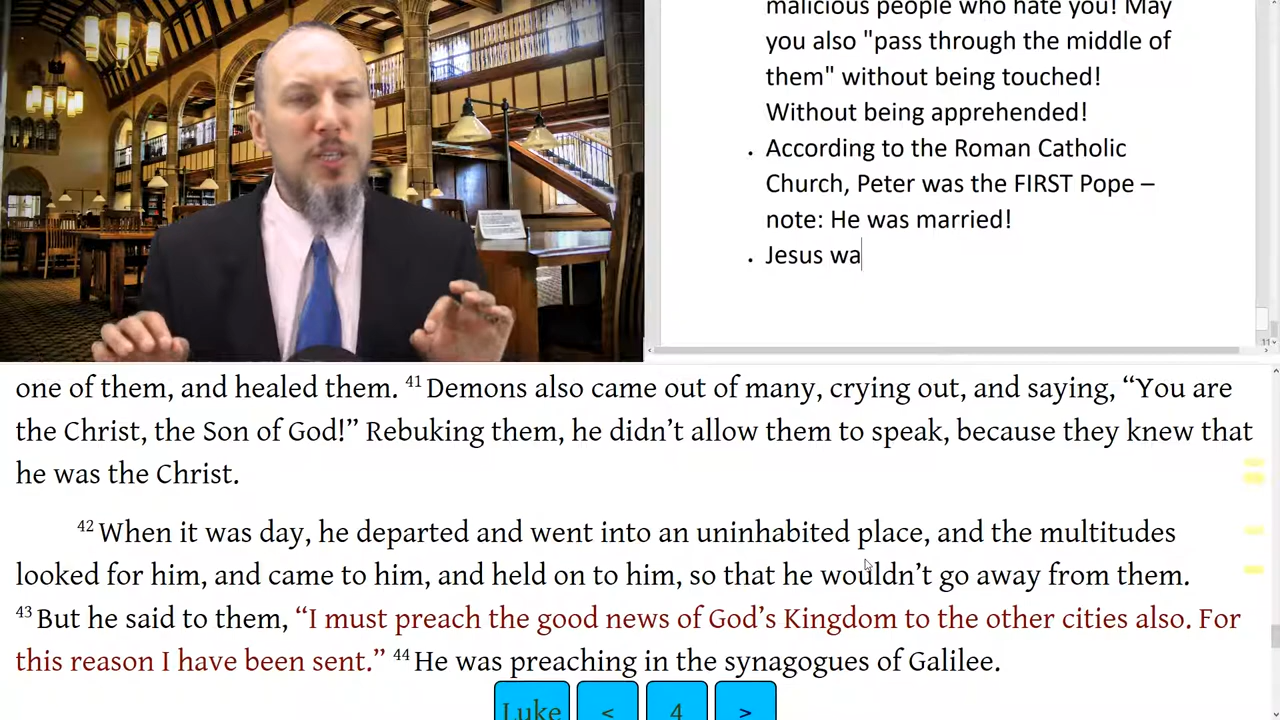 malicious people who hate you! May
you also "pass through the middle of
them" without being touched!
Without being apprehended!
• According to the Roman Catholic
Church, Peter was the FIRST Pope –
note: He was married!
• Jesus wa
11
one of them, and healed them. 41 Demons also came out of many, crying out, and saying, “You are
the Christ, the Son of God!” Rebuking them, he didn’t allow them to speak, because they knew that
he was the Christ.
42 When it was day, he departed and went into an uninhabited place, and the multitudes
looked for him, and came to him, and held on to him, so that he wouldn’t go away from them.
43 But he said to them, “I must preach the good news of God’s Kingdom to the other cities also. For
this reason I have been sent.” 44 He was preaching in the synagogues of Galilee.
Luke < 4 >